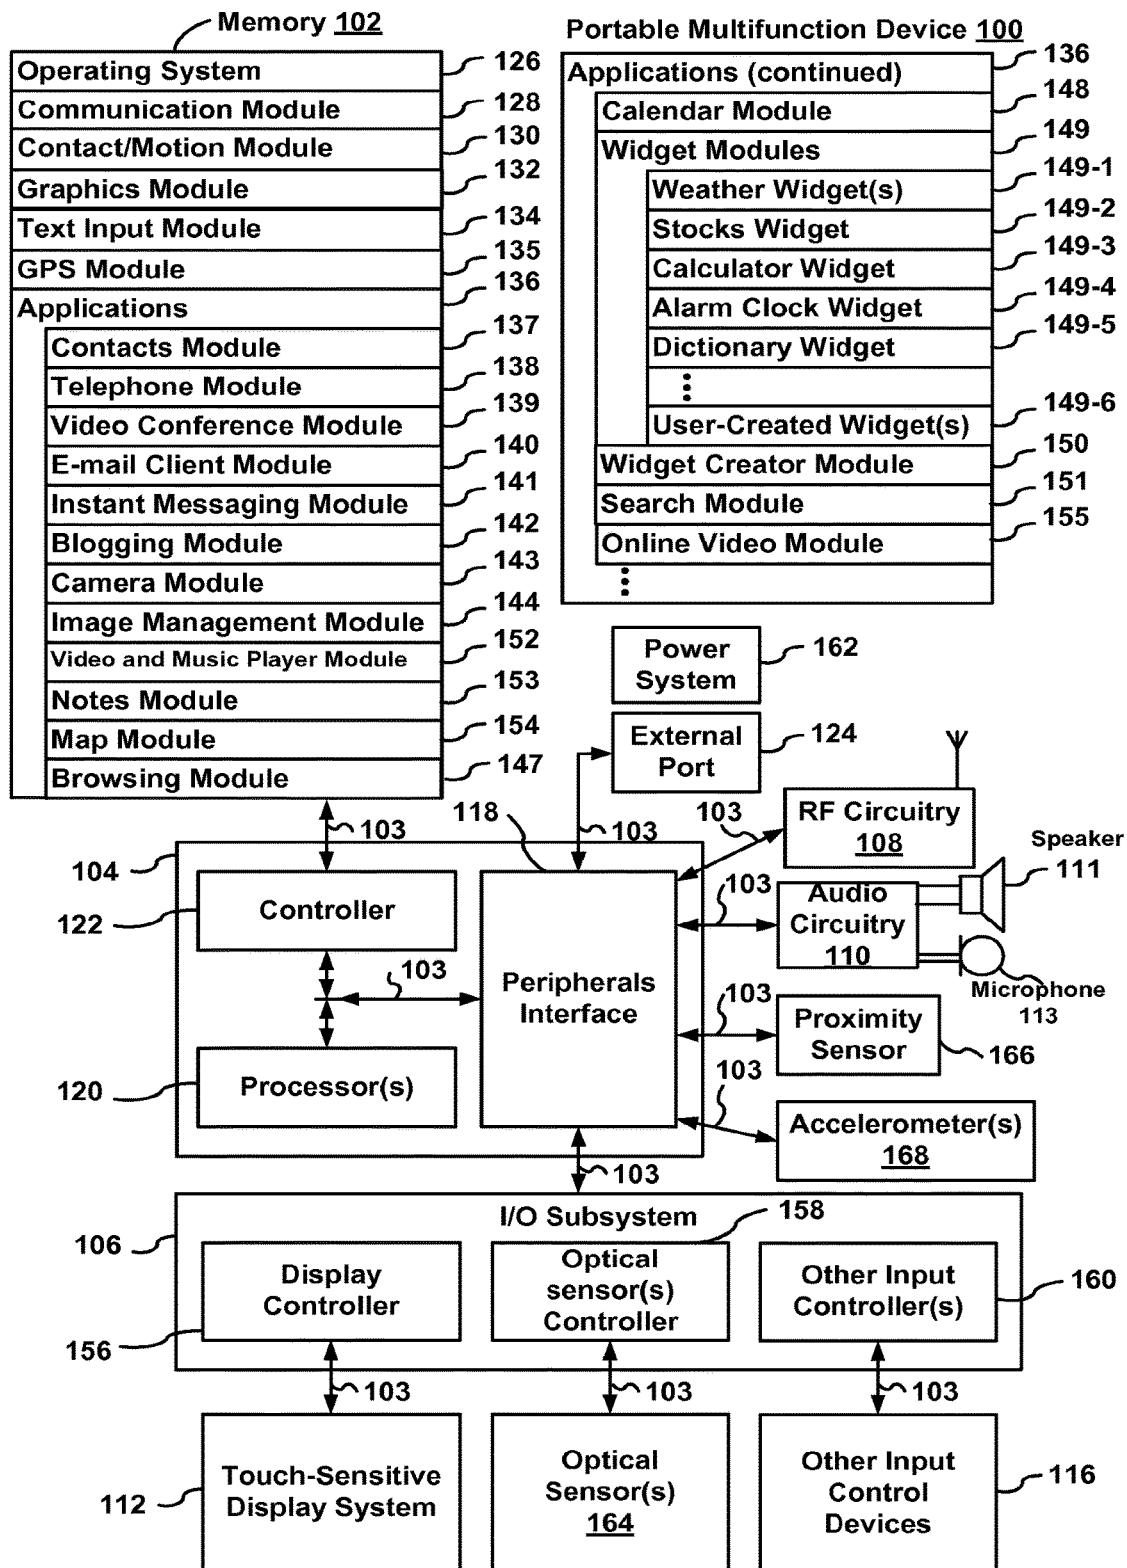 Memory 102
Operating System 126
Communication Module 128
Contact/Motion Module 130
Graphics Module 132
Text Input Module 134
GPS Module 135
Applications 136
Contacts Module 137
Telephone Module 138
Video Conference Module 139
E-mail Client Module 140
Instant Messaging Module 141
Blogging Module 142
Camera Module 143
Image Management Module 144
Video and Music Player Module 152
Notes Module 153
Map Module 154
Browsing Module 147
Portable Multifunction Device 100
Applications (continued) 136
Calendar Module 148
Widget Modules 149
Weather Widget(s) 149-1
Stocks Widget 149-2
Calculator Widget 149-3
Alarm Clock Widget 149-4
Dictionary Widget 149-5
User-Created Widget(s) 149-6
Widget Creator Module 150
Search Module 151
Online Video Module 155
Power
System
162
External
Port
124
103
118
103
103
RF Circuitry
108
Speaker
111
104
122
Controller
103
Audio
Circuitry
110
103
Peripherals
Interface
Microphone
113
103
Proximity
Sensor
166
120
Processor(s)
103
Accelerometer(s)
168
103
I/O Subsystem
106
158
Display
Controller
156
Optical
sensor(s)
Controller
Other Input
Controller(s)
160
103
103
103
Touch-Sensitive
Display System
112
Optical
Sensor(s)
164
Other Input
Control
Devices
116